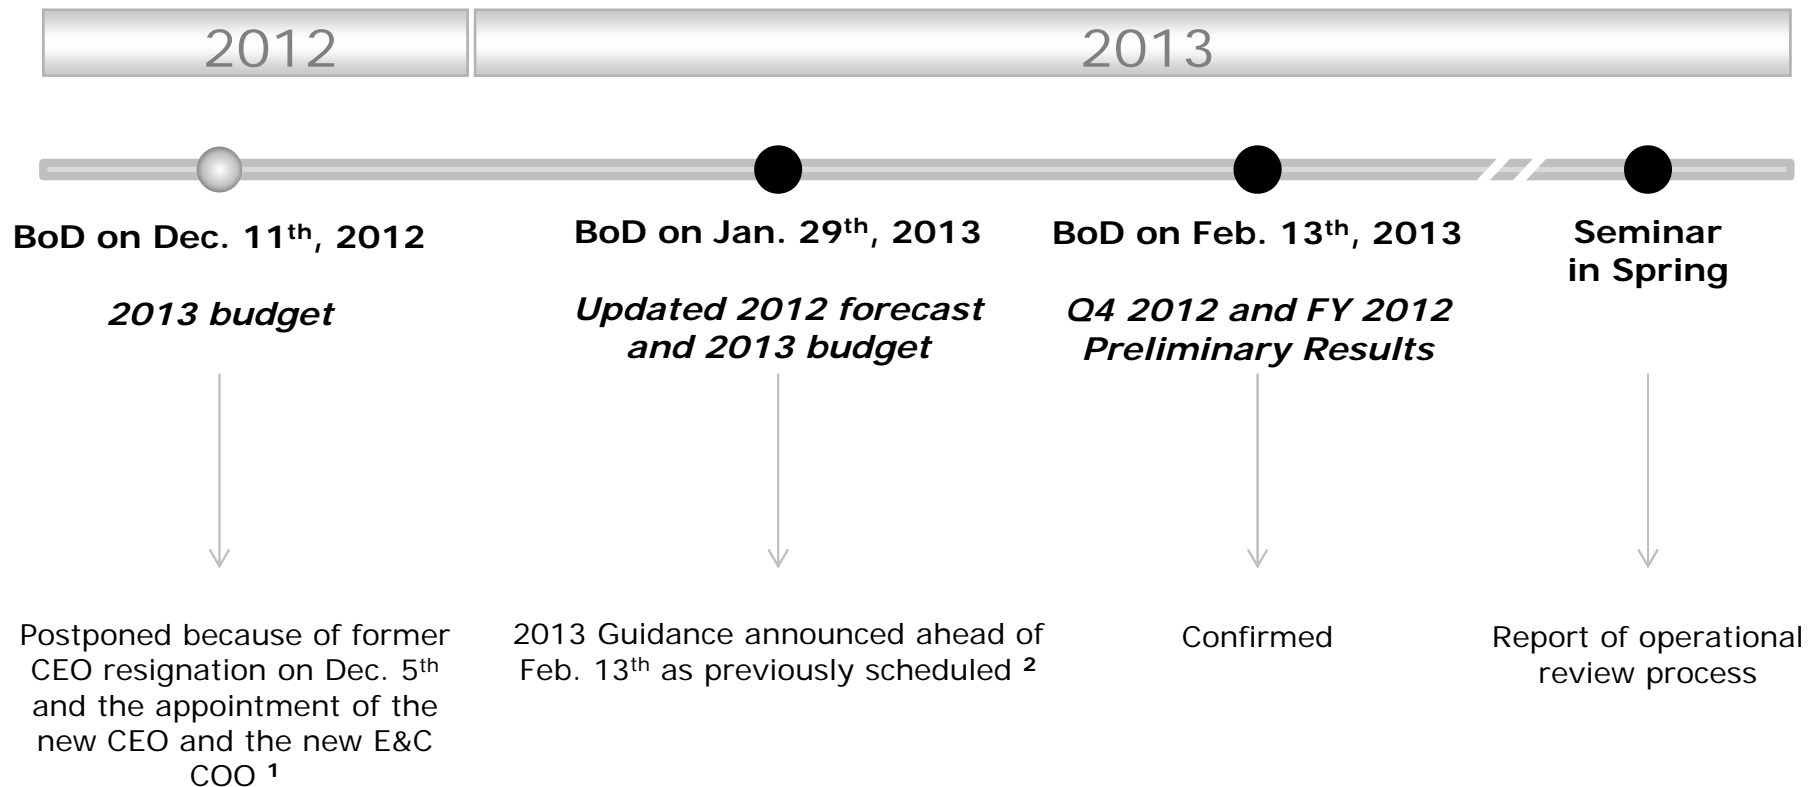 2012
2013
BoD on Dec. 11th, 2012
2013 budget
BoD on Jan. 29th, 2013
Updated 2012 forecast
and 2013 budget
BoD on Feb. 13th, 2013
Q4 2012 and FY 2012
Preliminary Results
Seminar
in Spring
Postponed because of former
CEO resignation on Dec. 5th
and the appointment of the
new CEO and the new E&C
COO 1
2013 Guidance announced ahead of
Feb. 13th as previously scheduled 2
Confirmed
Report of operational
review process